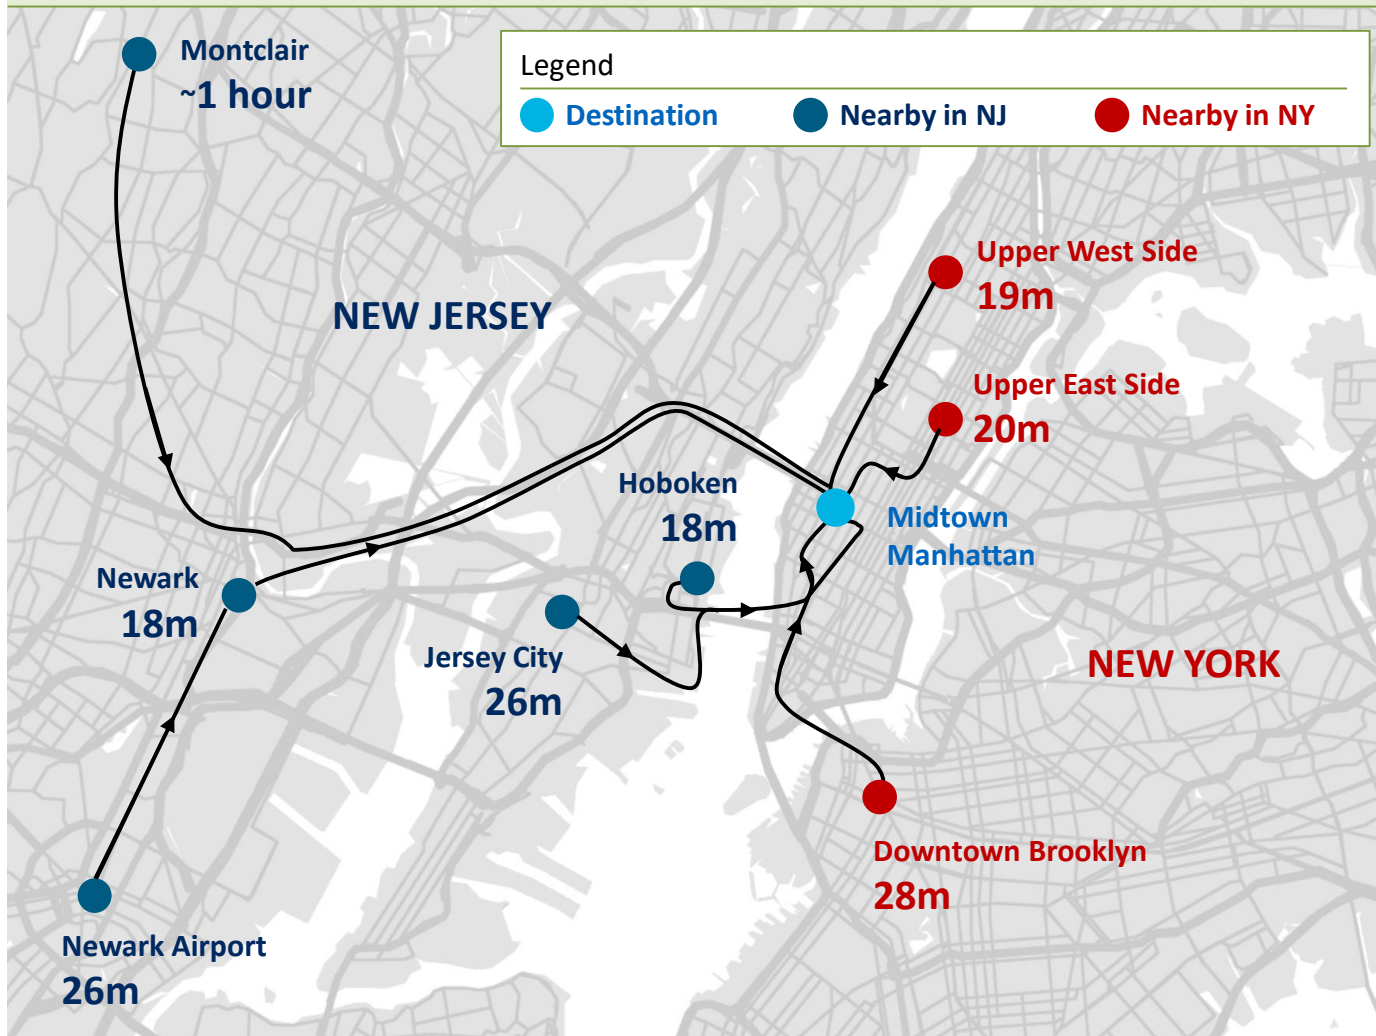 Montclair
~1 hour
Legend
Destination
Nearby in NJ
Nearby in NY
Upper West Side
19m
NEW JERSEY
Upper East Side
20m
Hoboken
18m
Midtown
Manhattan
Newark
18m
Jersey City
26m
NEW YORK
Downtown Brooklyn
28m
Newark Airport
26m